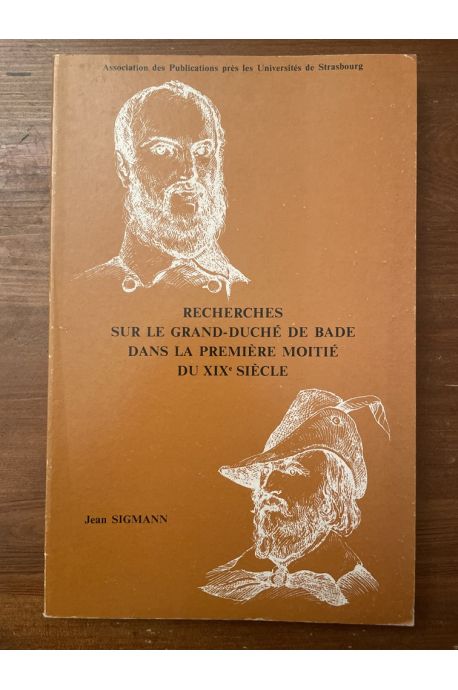 Association des Publications près les Universités de Strasbourg
RECHERCHES
SUR LE GRAND-DUCHÉ DE BADE
DANS LA PREMIÈRE MOITIÉ
DU XIXe SIÈCLE
Jean SIGMANN